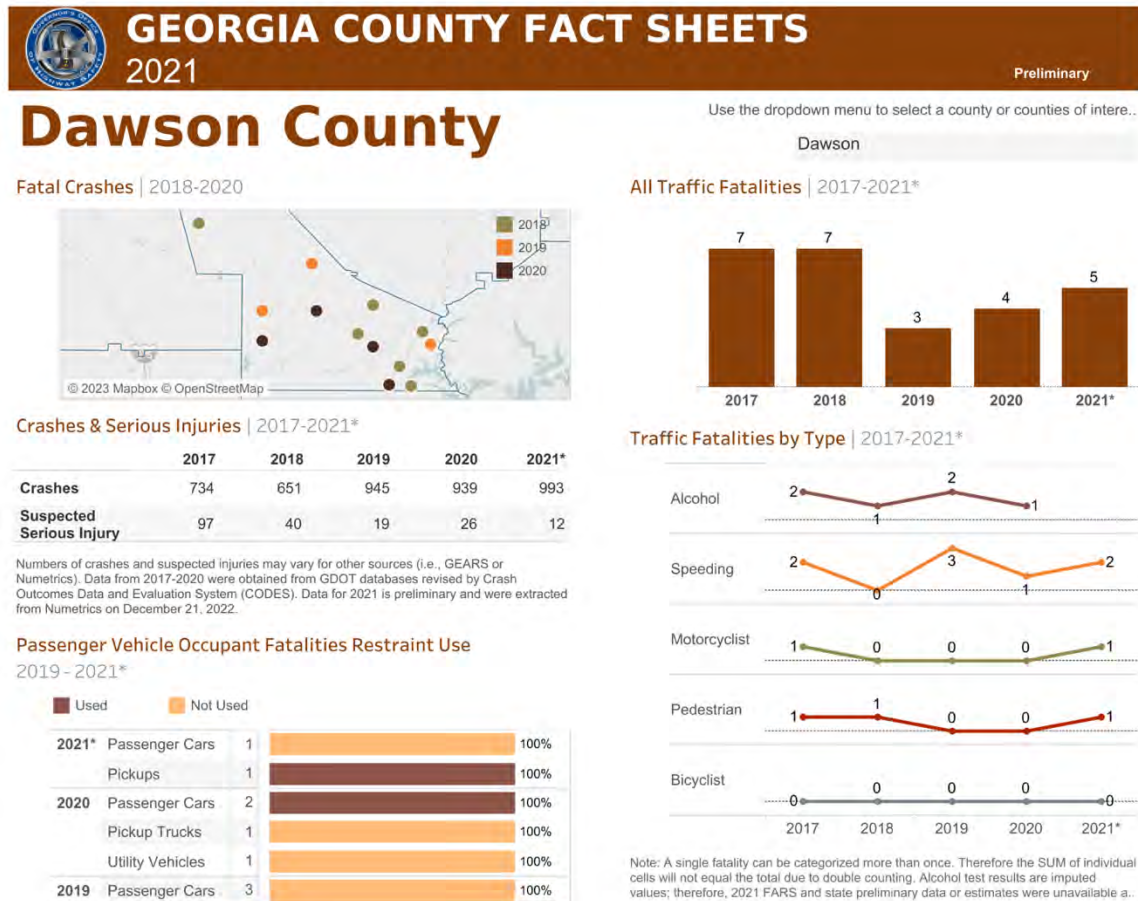 GOVERNOR'S OFFICE OF HIGHWAY SAFETY
GEORGIA COUNTY FACT SHEETS
2021
Preliminary
Dawson County
Use the dropdown menu to select a county or counties of intere..
Dawson
Fatal Crashes | 2018-2020
2018
2019
2020
© 2023 Mapbox © OpenStreetMap
All Traffic Fatalities | 2017-2021*
7 7 3 4 5
2017 2018 2019 2020 2021*
Crashes & Serious Injuries | 2017-2021*
2017 2018 2019 2020 2021*
Crashes 734 651 945 939 993
Suspected
Serious Injury 97 40 19 26 12
Numbers of crashes and suspected injuries may vary for other sources (i.e., GEARS or
Numetrics). Data from 2017-2020 were obtained from GDOT databases revised by Crash
Outcomes Data and Evaluation System (CODES). Data for 2021 is preliminary and were extracted
from Numetrics on December 21, 2022.
Passenger Vehicle Occupant Fatalities Restraint Use
2019 - 2021*
Used Not Used
2021* Passenger Cars 1 100%
Pickups 1 100%
2020 Passenger Cars 2 100%
Pickup Trucks 1 100%
Utility Vehicles 1 100%
2019 Passenger Cars 3 100%
Traffic Fatalities by Type | 2017-2021*
Alcohol 2 1 2 1
Speeding 2 0 3 1 2
Motorcyclist 1 0 0 0 1
Pedestrian 1 1 0 0 1
Bicyclist 0 0 0 0 0
2017 2018 2019 2020 2021*
Note: A single fatality can be categorized more than once. Therefore the SUM of individual
cells will not equal the total due to double counting. Alcohol test results are imputed
values; therefore, 2021 FARS and state preliminary data or estimates were unavailable a..